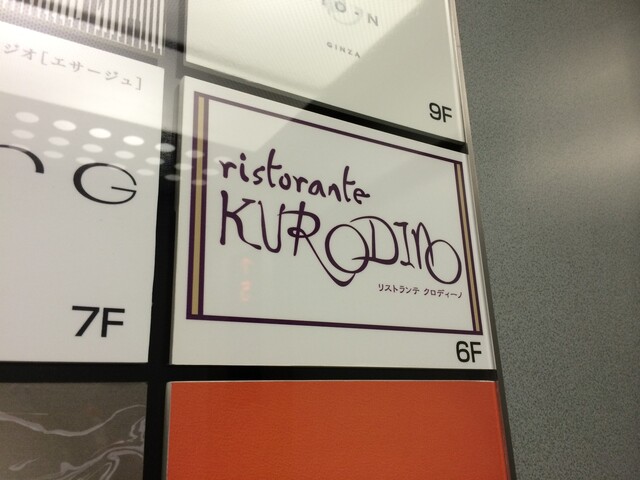 GINZA
9F
ジオ[エサージュ]
7F
ristorante
KURODINO
リストランテ クロディーノ
6F